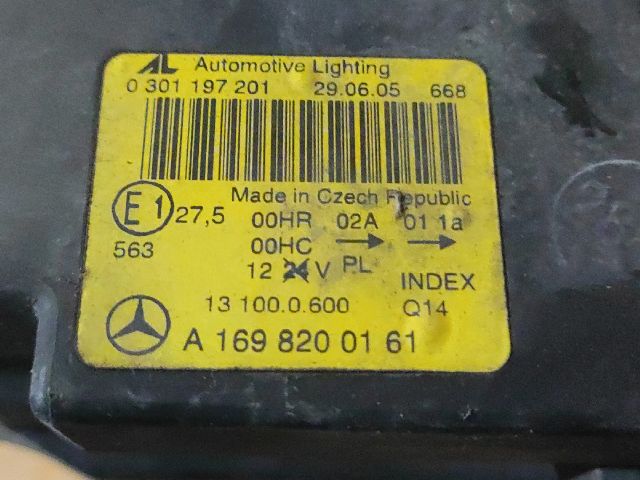 AL Automotive Lighting
0 301 197 201 29.06.05 668
Made in Czech Republic
E1 27,5 00HR 02A 01 1a
563 00HC → →
12 24 V PL INDEX
13 100.0.600 Q14
A 169 820 01 61